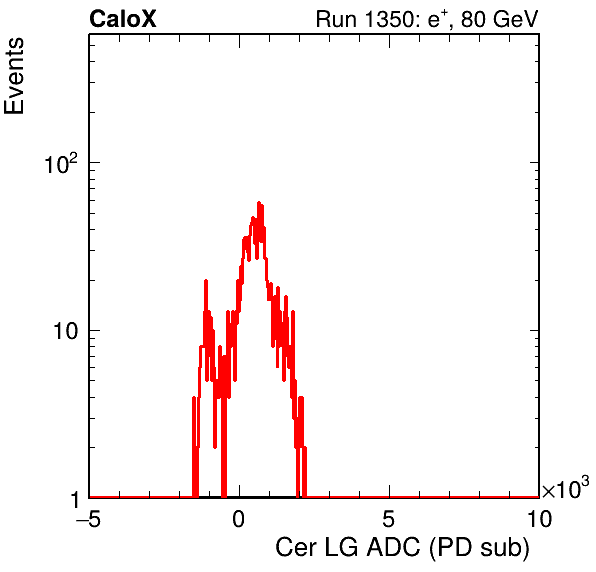 CaloX Run 1350: e⁺, 80 GeV
Events
10²
10
1
−5 0 5 10
×10³
Cer LG ADC (PD sub)